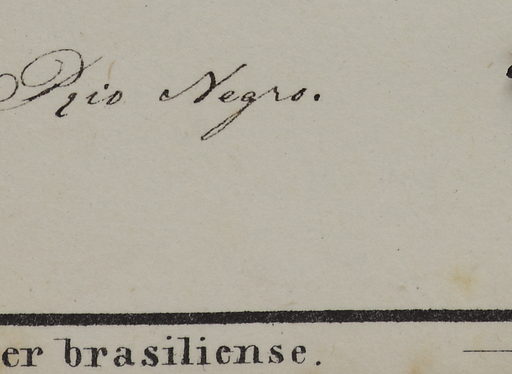 Rio Negro.
er brasiliense.